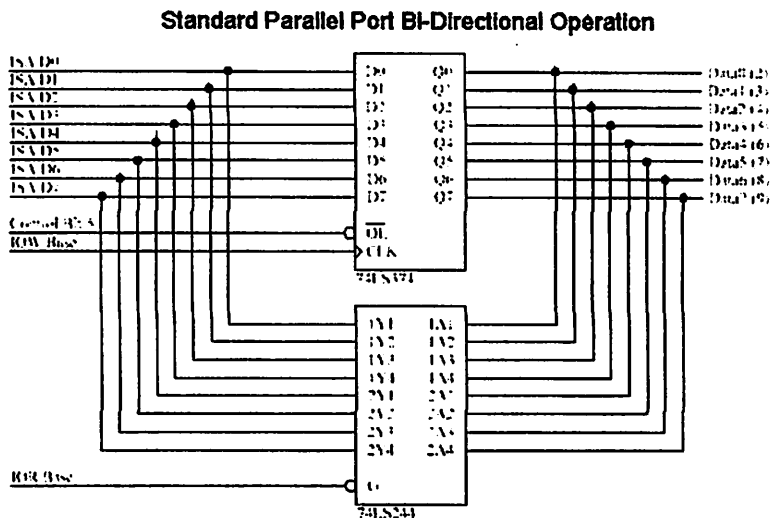 Standard Parallel Port Bi-Directional Operation
ISA D0
ISA D1
ISA D2
ISA D3
ISA D4
ISA D5
ISA D6
ISA D7
Control Bit 5
IOW Base
D0
D1
D2
D3
D4
D5
D6
D7
OE
CLK
Q0
Q1
Q2
Q3
Q4
Q5
Q6
Q7
74LS374
Data0 (2)
Data1 (3)
Data2 (4)
Data3 (5)
Data4 (6)
Data5 (7)
Data6 (8)
Data7 (9)
1Y1
1Y2
1Y3
1Y4
2Y1
2Y2
2Y3
2Y4
G
1A1
1A2
1A3
1A4
2A1
2A2
2A3
2A4
IOR Base
74LS244